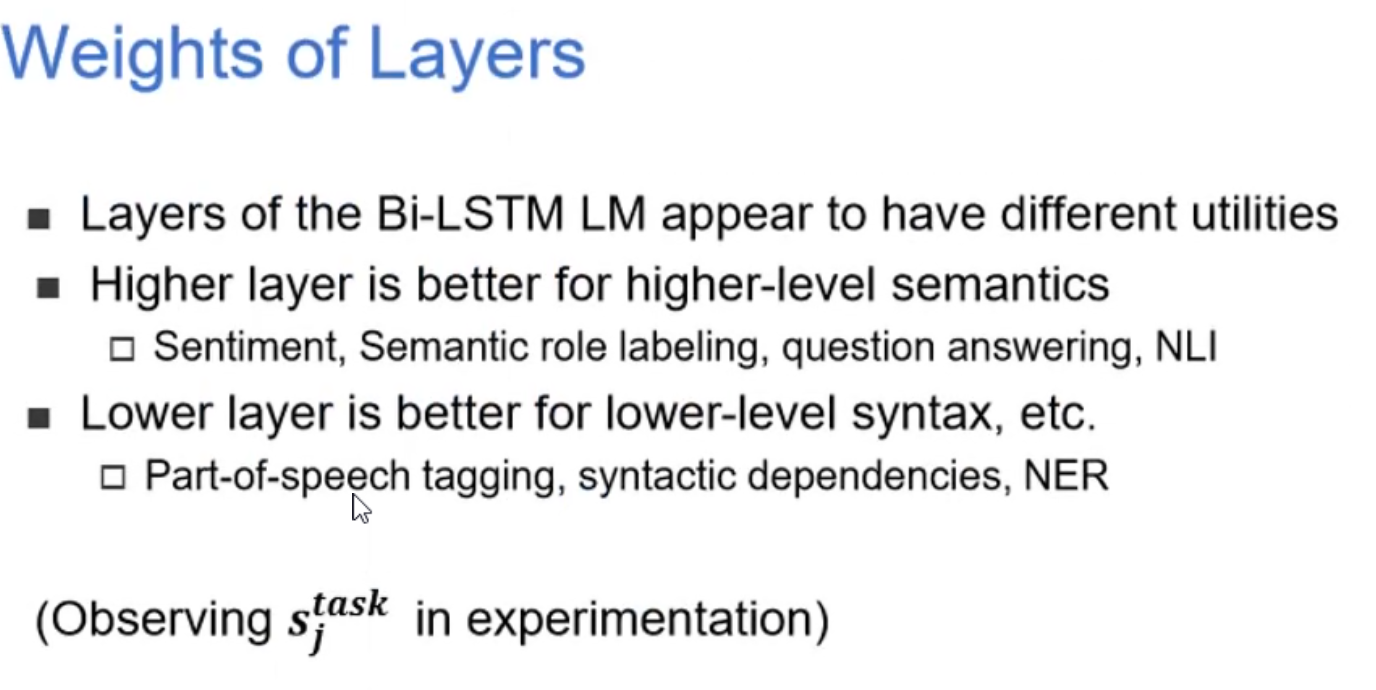 Weights of Layers
■ Layers of the Bi-LSTM LM appear to have different utilities
■ Higher layer is better for higher-level semantics
□ Sentiment, Semantic role labeling, question answering, NLI
■ Lower layer is better for lower-level syntax, etc.
□ Part-of-speech tagging, syntactic dependencies, NER
(Observing $s_j^{task}$ in experimentation)